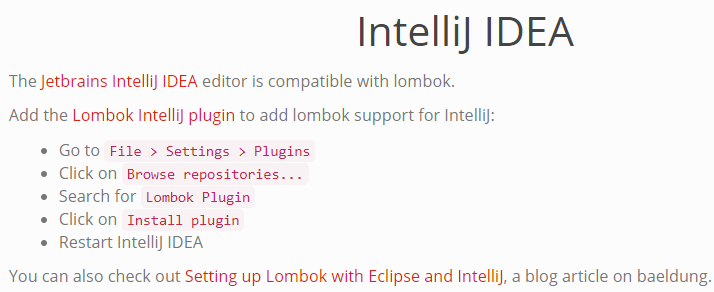 IntelliJ IDEA
The Jetbrains IntelliJ IDEA editor is compatible with lombok.
Add the Lombok IntelliJ plugin to add lombok support for IntelliJ:
• Go to File > Settings > Plugins
• Click on Browse repositories...
• Search for Lombok Plugin
• Click on Install plugin
• Restart IntelliJ IDEA
You can also check out Setting up Lombok with Eclipse and IntelliJ, a blog article on baeldung.